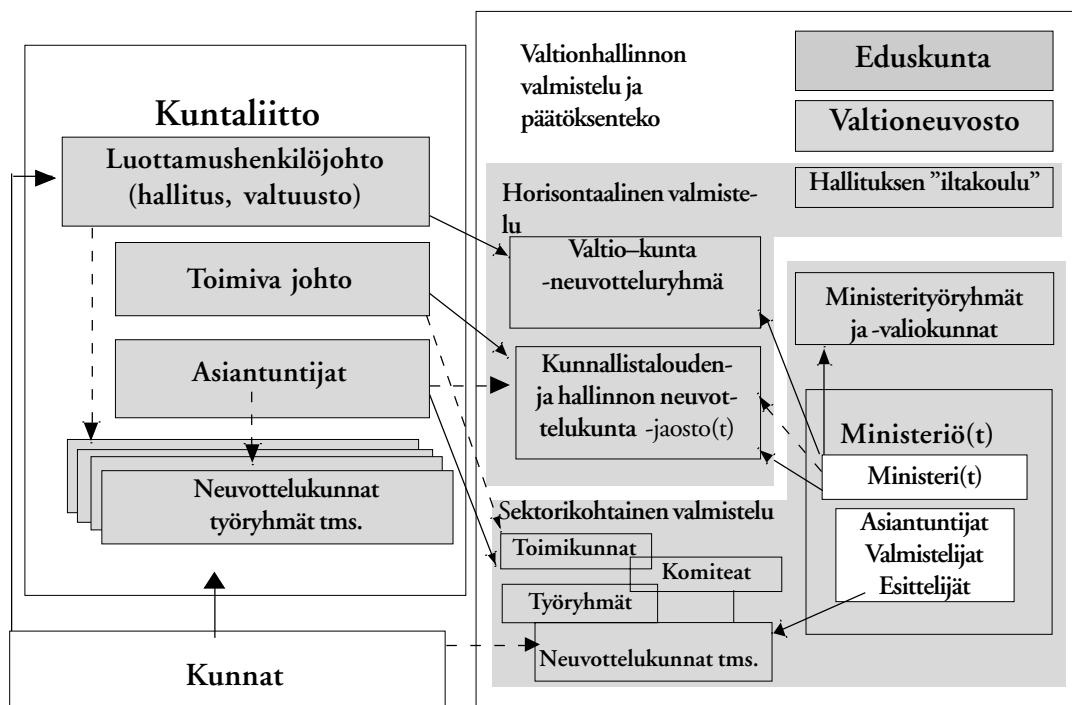 Kuntaliitto
Luottamushenkilöjohto
(hallitus, valtuusto)
Toimiva johto
Asiantuntijat
Neuvottelukunnat
työryhmät tms.
Kunnat
Valtionhallinnon
valmistelu ja
päätöksenteko
Eduskunta
Valtioneuvosto
Hallituksen ”iltakoulu”
Horisontaalinen valmiste-
lu
Valtio–kunta
-neuvotteluryhmä
Kunnallistalouden-
ja hallinnon neuvot-
telukunta -jaosto(t)
Ministerityöryhmät
ja -valiokunnat
Ministeriö(t)
Ministeri(t)
Asiantuntijat
Valmistelijat
Esittelijät
Sektorikohtainen valmistelu
Toimikunnat
Komiteat
Työryhmät
Neuvottelukunnat tms.